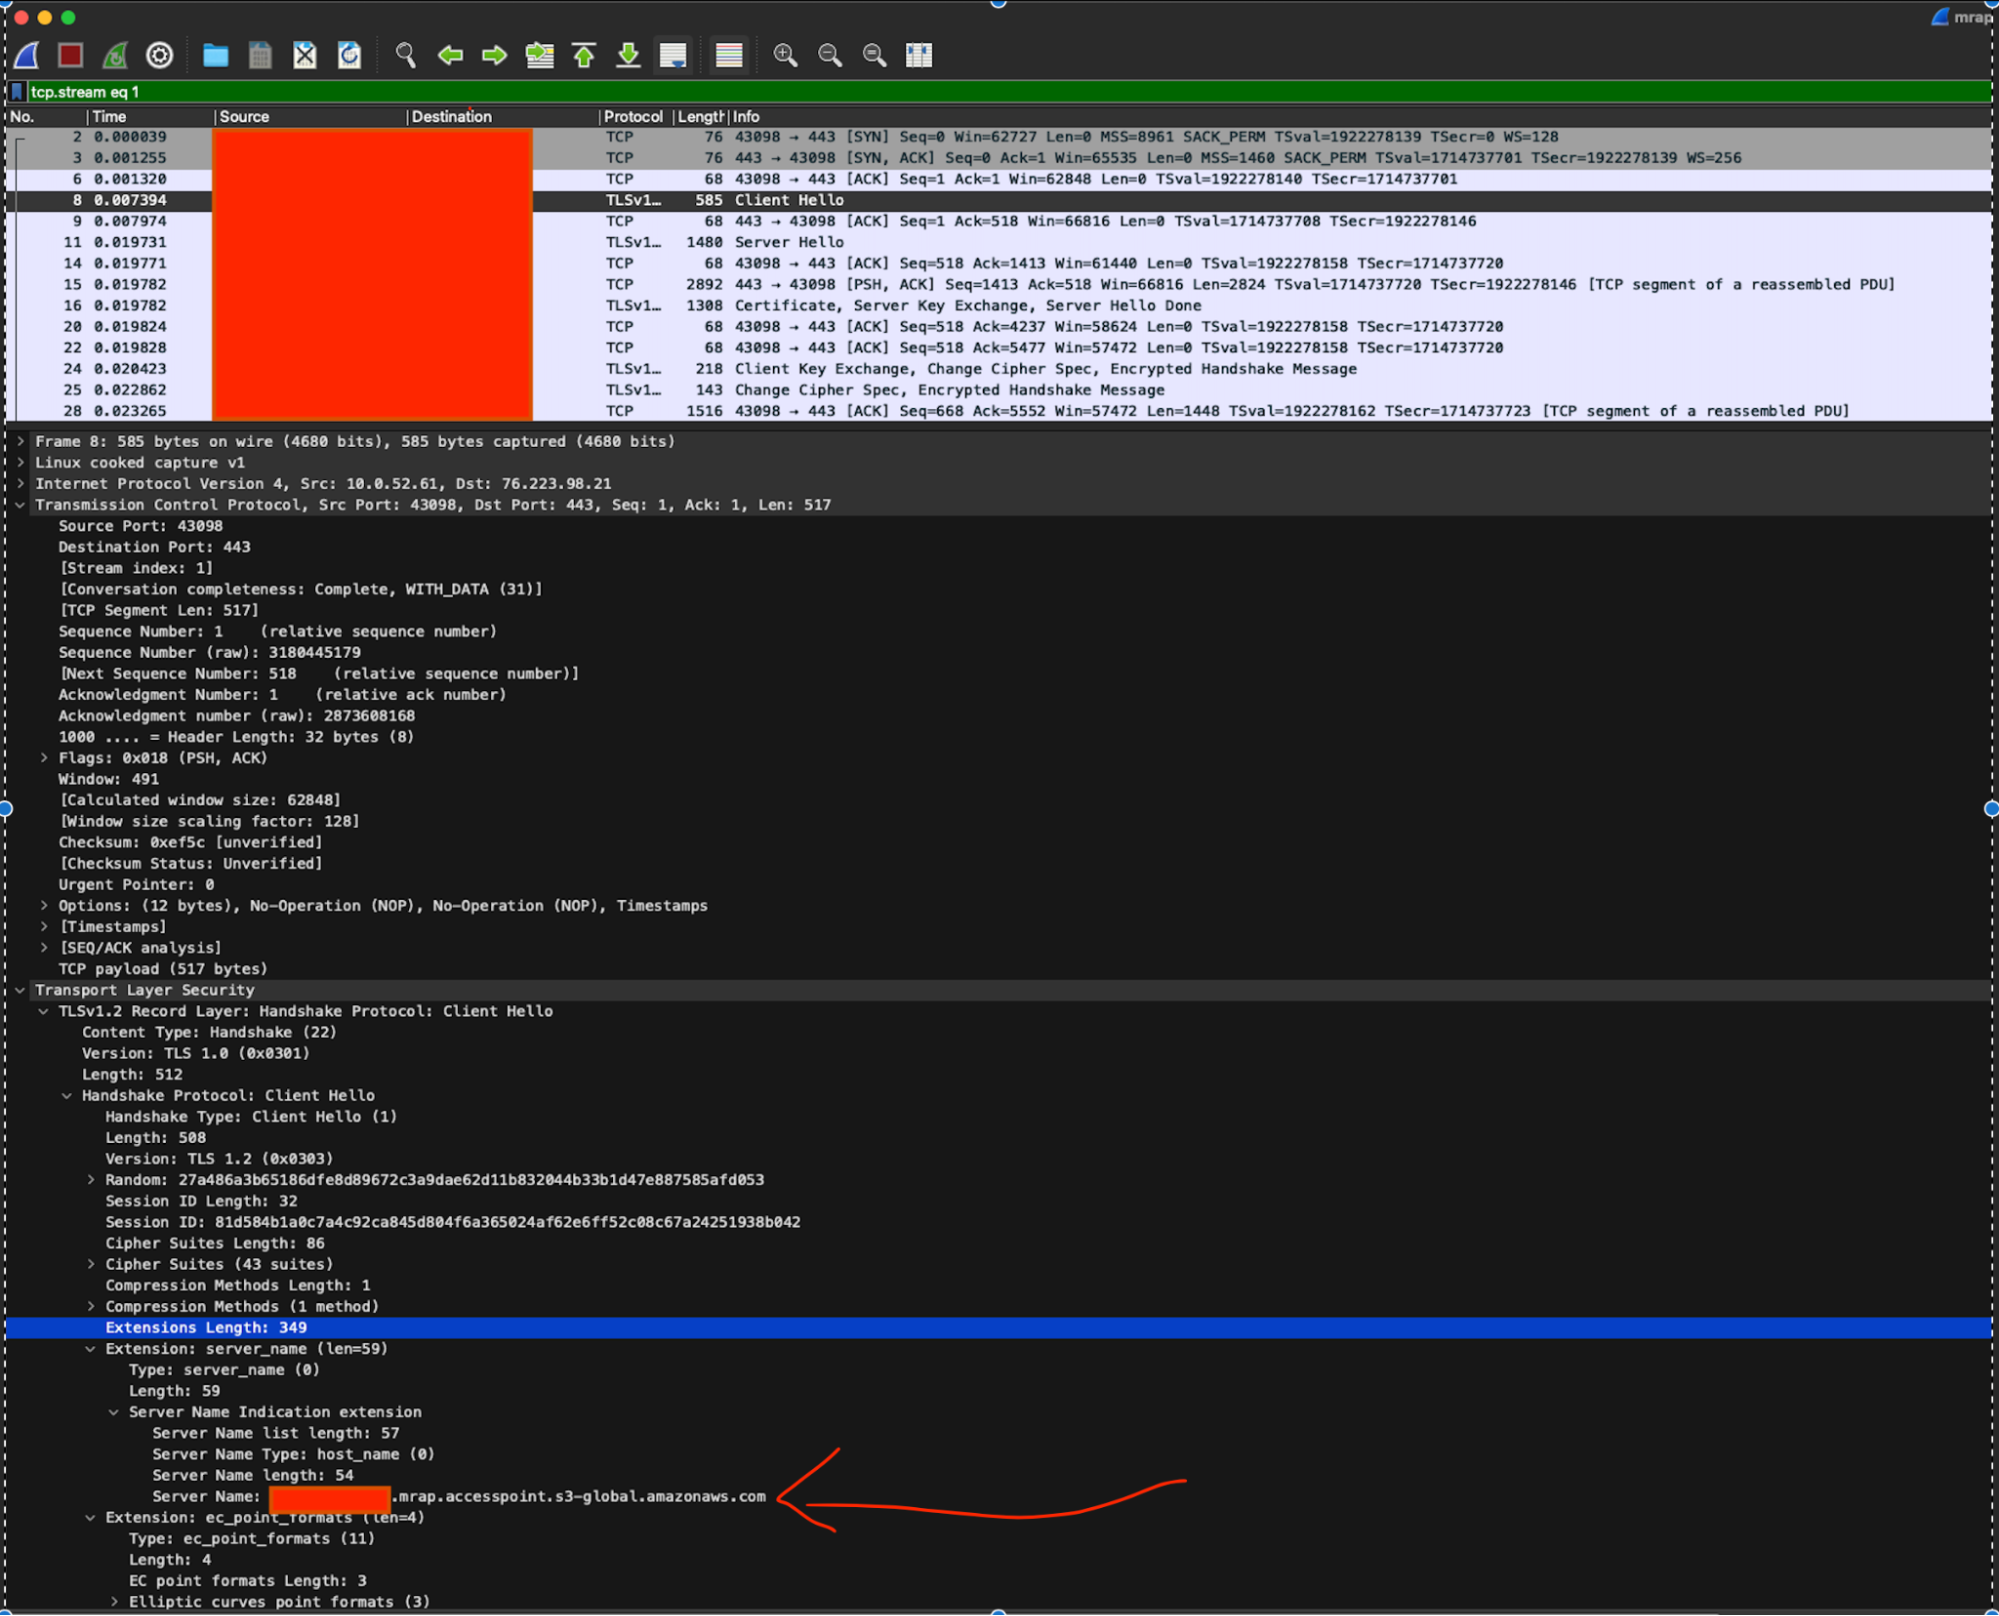 mrap
tcp.stream eq 1
No. Time Source Destination Protocol Length Info
2 0.000039 TCP 76 43098 → 443 [SYN] Seq=0 Win=62727 Len=0 MSS=8961 SACK_PERM TSval=1922278139 TSecr=0 WS=128
3 0.001255 TCP 76 443 → 43098 [SYN, ACK] Seq=0 Ack=1 Win=65535 Len=0 MSS=1460 SACK_PERM TSval=1714737701 TSecr=1922278139 WS=256
6 0.001320 TCP 68 43098 → 443 [ACK] Seq=1 Ack=1 Win=62848 Len=0 TSval=1922278140 TSecr=1714737701
8 0.007394 TLSv1… 585 Client Hello
9 0.007974 TCP 68 443 → 43098 [ACK] Seq=1 Ack=518 Win=66816 Len=0 TSval=1714737708 TSecr=1922278146
11 0.019731 TLSv1… 1480 Server Hello
14 0.019771 TCP 68 43098 → 443 [ACK] Seq=518 Ack=1413 Win=61440 Len=0 TSval=1922278158 TSecr=1714737720
15 0.019782 TCP 2892 443 → 43098 [PSH, ACK] Seq=1413 Ack=518 Win=66816 Len=2824 TSval=1714737720 TSecr=1922278146 [TCP segment of a reassembled PDU]
16 0.019782 TLSv1… 1308 Certificate, Server Key Exchange, Server Hello Done
20 0.019824 TCP 68 43098 → 443 [ACK] Seq=518 Ack=4237 Win=58624 Len=0 TSval=1922278158 TSecr=1714737720
22 0.019828 TCP 68 43098 → 443 [ACK] Seq=518 Ack=5477 Win=57472 Len=0 TSval=1922278158 TSecr=1714737720
24 0.020423 TLSv1… 218 Client Key Exchange, Change Cipher Spec, Encrypted Handshake Message
25 0.022862 TLSv1… 143 Change Cipher Spec, Encrypted Handshake Message
28 0.023265 TCP 1516 43098 → 443 [ACK] Seq=668 Ack=5552 Win=57472 Len=1448 TSval=1922278162 TSecr=1714737723 [TCP segment of a reassembled PDU]
Frame 8: 585 bytes on wire (4680 bits), 585 bytes captured (4680 bits)
Linux cooked capture v1
Internet Protocol Version 4, Src: 10.0.52.61, Dst: 76.223.98.21
Transmission Control Protocol, Src Port: 43098, Dst Port: 443, Seq: 1, Ack: 1, Len: 517
Source Port: 43098
Destination Port: 443
[Stream index: 1]
[Conversation completeness: Complete, WITH_DATA (31)]
[TCP Segment Len: 517]
Sequence Number: 1 (relative sequence number)
Sequence Number (raw): 3180445179
[Next Sequence Number: 518 (relative sequence number)]
Acknowledgment Number: 1 (relative ack number)
Acknowledgment number (raw): 2873608168
1000 .... = Header Length: 32 bytes (8)
Flags: 0x018 (PSH, ACK)
Window: 491
[Calculated window size: 62848]
[Window size scaling factor: 128]
Checksum: 0xef5c [unverified]
[Checksum Status: Unverified]
Urgent Pointer: 0
Options: (12 bytes), No-Operation (NOP), No-Operation (NOP), Timestamps
[Timestamps]
[SEQ/ACK analysis]
TCP payload (517 bytes)
Transport Layer Security
TLSv1.2 Record Layer: Handshake Protocol: Client Hello
Content Type: Handshake (22)
Version: TLS 1.0 (0x0301)
Length: 512
Handshake Protocol: Client Hello
Handshake Type: Client Hello (1)
Length: 508
Version: TLS 1.2 (0x0303)
Random: 27a486a3b65186dfe8d89672c3a9dae62d11b832044b33b1d47e887585afd053
Session ID Length: 32
Session ID: 81d584b1a0c7a4c92ca845d804f6a365024af62e6ff52c08c67a24251938b042
Cipher Suites Length: 86
Cipher Suites (43 suites)
Compression Methods Length: 1
Compression Methods (1 method)
Extensions Length: 349
Extension: server_name (len=59)
Type: server_name (0)
Length: 59
Server Name Indication extension
Server Name list length: 57
Server Name Type: host_name (0)
Server Name length: 54
Server Name: .mrap.accesspoint.s3-global.amazonaws.com
Extension: ec_point_formats (len=4)
Type: ec_point_formats (11)
Length: 4
EC point formats Length: 3
Elliptic curves point formats (3)